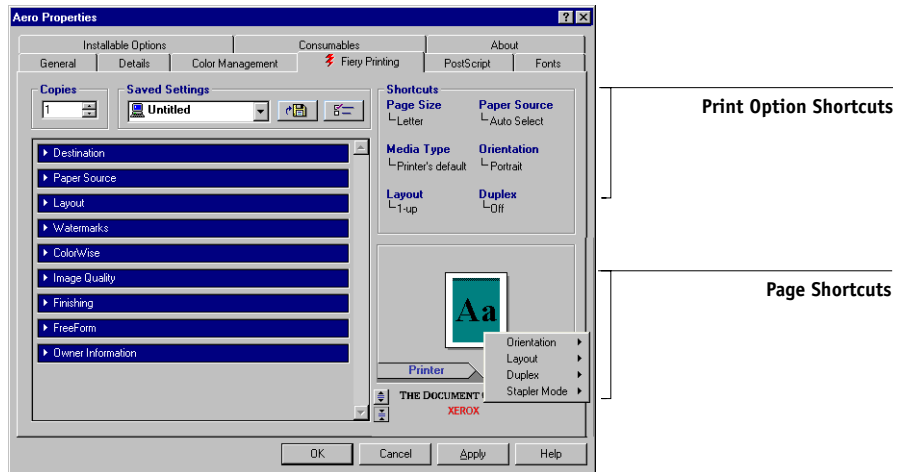 Aero Properties
Installable Options Consumables About
General Details Color Management Fiery Printing PostScript Fonts
Copies
1
Saved Settings
Untitled
Destination
Paper Source
Layout
Watermarks
ColorWise
Image Quality
Finishing
FreeForm
Owner Information
Shortcuts
Page Size Paper Source
Letter Auto Select
Media Type Orientation
Printer's default Portrait
Layout Duplex
1-up Off
Aa
Orientation
Layout
Duplex
Stapler Mode
Printer
THE DOCUMENT
XEROX
OK Cancel Apply Help
Print Option Shortcuts
Page Shortcuts